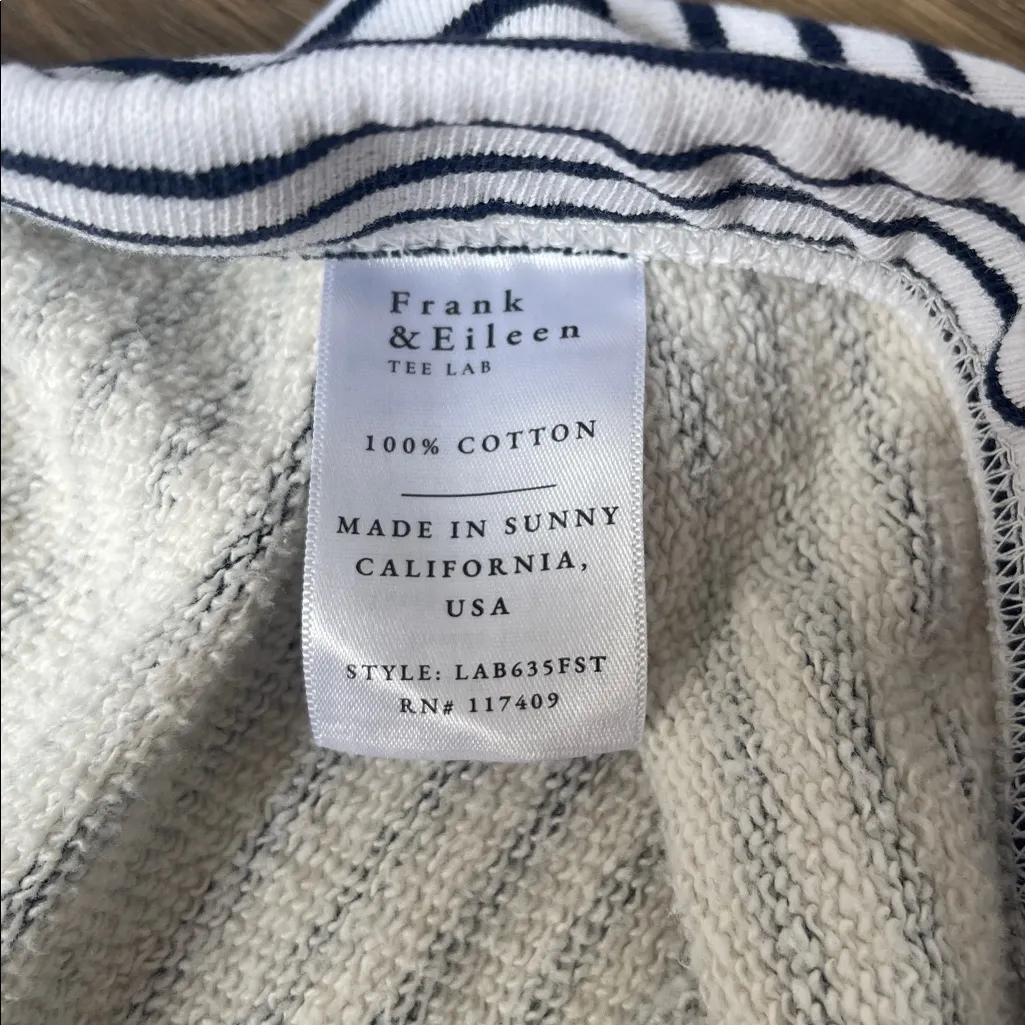 Frank
& Eileen
TEE LAB
100% COTTON
MADE IN SUNNY
CALIFORNIA,
USA
STYLE: LAB635FST
RN# 117409